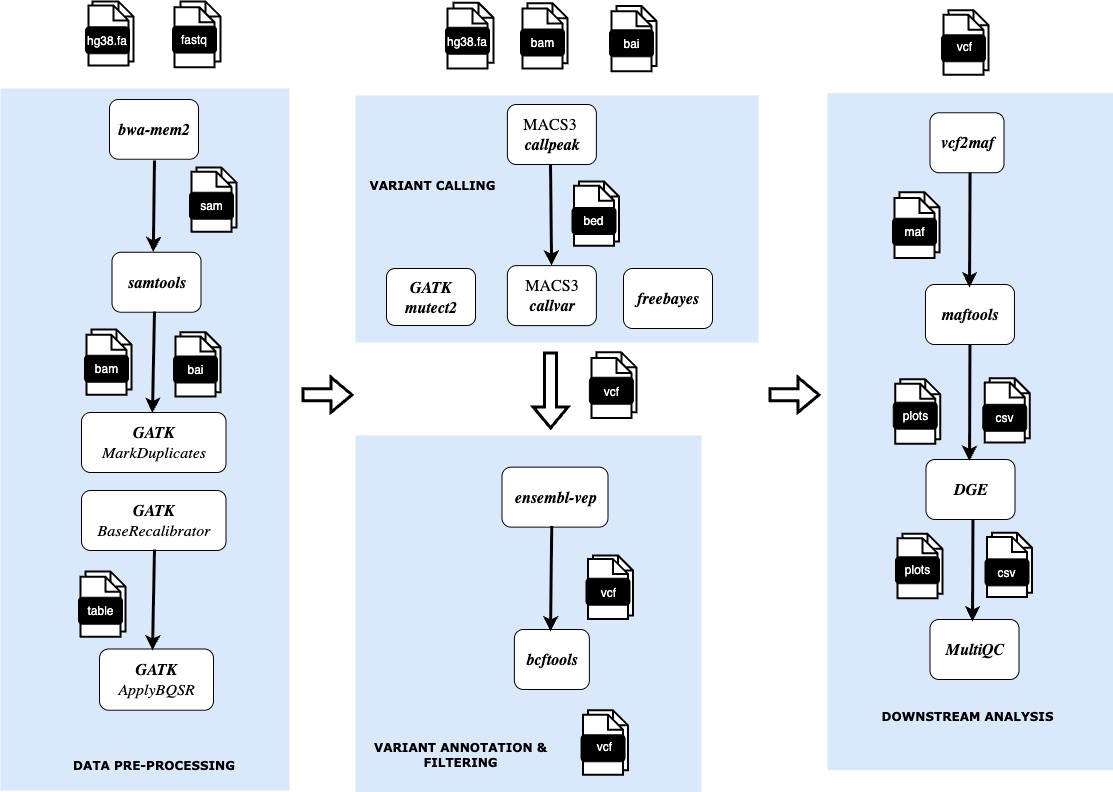 hg38.fa
fastq
bwa-mem2
sam
samtools
bam
bai
GATK
MarkDuplicates
GATK
BaseRecalibrator
table
GATK
ApplyBQSR
DATA PRE-PROCESSING
hg38.fa
bam
bai
MACS3
callpeak
VARIANT CALLING
bed
GATK
mutect2
MACS3
callvar
freebayes
vcf
ensembl-vep
vcf
bcftools
VARIANT ANNOTATION &
FILTERING
vcf
vcf
vcf2maf
maf
maftools
plots
csv
DGE
plots
csv
MultiQC
DOWNSTREAM ANALYSIS